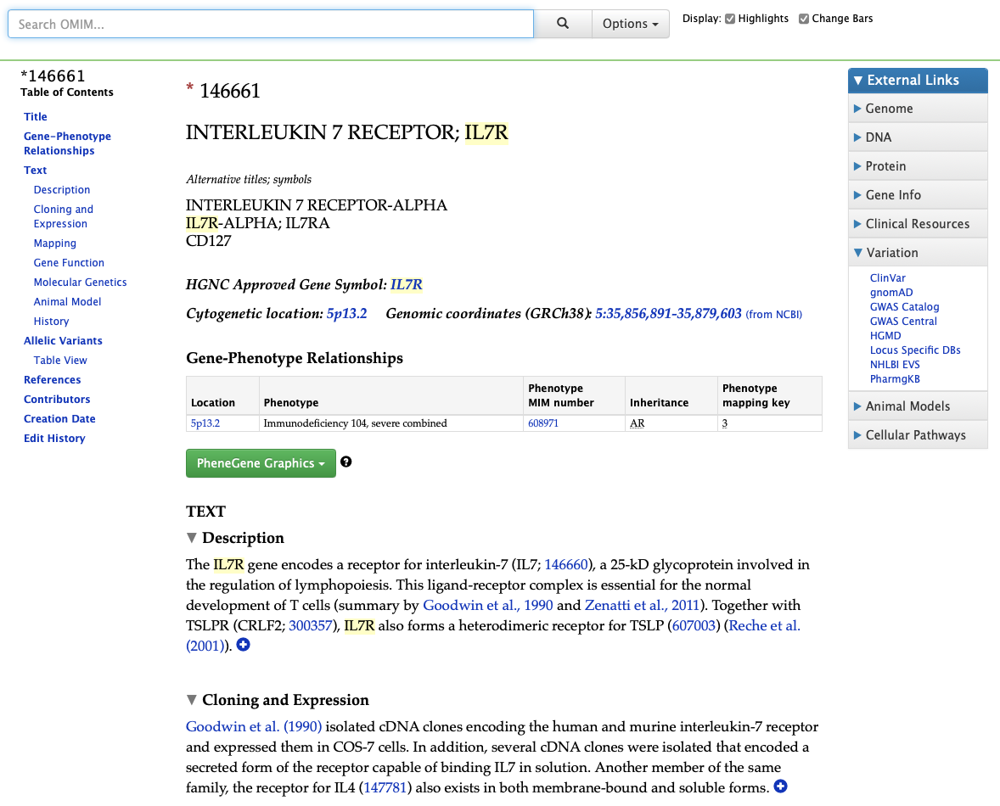 Search OMIM...
Options
Display: Highlights Change Bars
*146661
Table of Contents
Title
Gene-Phenotype
Relationships
Text
Description
Cloning and
Expression
Mapping
Gene Function
Molecular Genetics
Animal Model
History
Allelic Variants
Table View
References
Contributors
Creation Date
Edit History
* 146661
INTERLEUKIN 7 RECEPTOR; IL7R
Alternative titles; symbols
INTERLEUKIN 7 RECEPTOR-ALPHA
IL7R-ALPHA; IL7RA
CD127
HGNC Approved Gene Symbol: IL7R
Cytogenetic location: 5p13.2 Genomic coordinates (GRCh38): 5:35,856,891-35,879,603 (from NCBI)
Gene-Phenotype Relationships
Location Phenotype Phenotype MIM number Inheritance Phenotype mapping key
5p13.2 Immunodeficiency 104, severe combined 608971 AR 3
PheneGene Graphics ?
TEXT
▼ Description
The IL7R gene encodes a receptor for interleukin-7 (IL7; 146660), a 25-kD glycoprotein involved in
the regulation of lymphopoiesis. This ligand-receptor complex is essential for the normal
development of T cells (summary by Goodwin et al., 1990 and Zenatti et al., 2011). Together with
TSLPR (CRLF2; 300357), IL7R also forms a heterodimeric receptor for TSLP (607003) (Reche et al.
(2001)).
▼ Cloning and Expression
Goodwin et al. (1990) isolated cDNA clones encoding the human and murine interleukin-7 receptor
and expressed them in COS-7 cells. In addition, several cDNA clones were isolated that encoded a
secreted form of the receptor capable of binding IL7 in solution. Another member of the same
family, the receptor for IL4 (147781) also exists in both membrane-bound and soluble forms.
▼ External Links
▶ Genome
▶ DNA
▶ Protein
▶ Gene Info
▶ Clinical Resources
▼ Variation
ClinVar
gnomAD
GWAS Catalog
GWAS Central
HGMD
Locus Specific DBs
NHLBI EVS
PharmgKB
▶ Animal Models
▶ Cellular Pathways